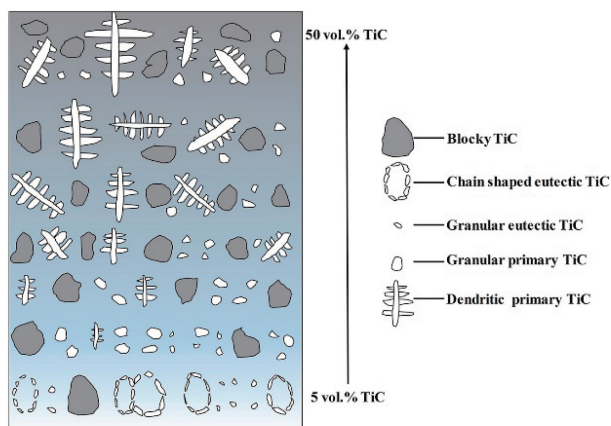 50 vol.% TiC
Blocky TiC
Chain shaped eutectic TiC
Granular eutectic TiC
Granular primary TiC
Dendritic primary TiC
5 vol.% TiC